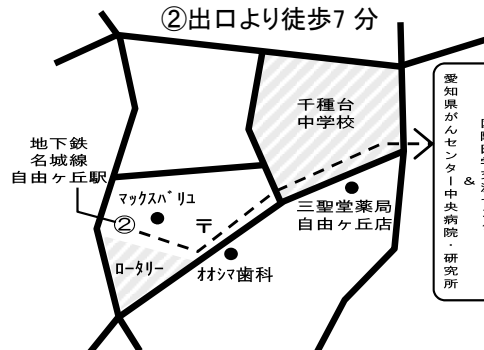 ②出口より徒歩7 分
千種台
中学校
地下鉄
名城線
自由ヶ丘駅
ﾏｯｸｽﾊﾞﾘｭ
②
〒
三聖堂薬局
自由ヶ丘店
ﾛｰﾀﾘｰ
ｵｵｼﾏ歯科
愛知県がんセンター中央病院・研究所
&